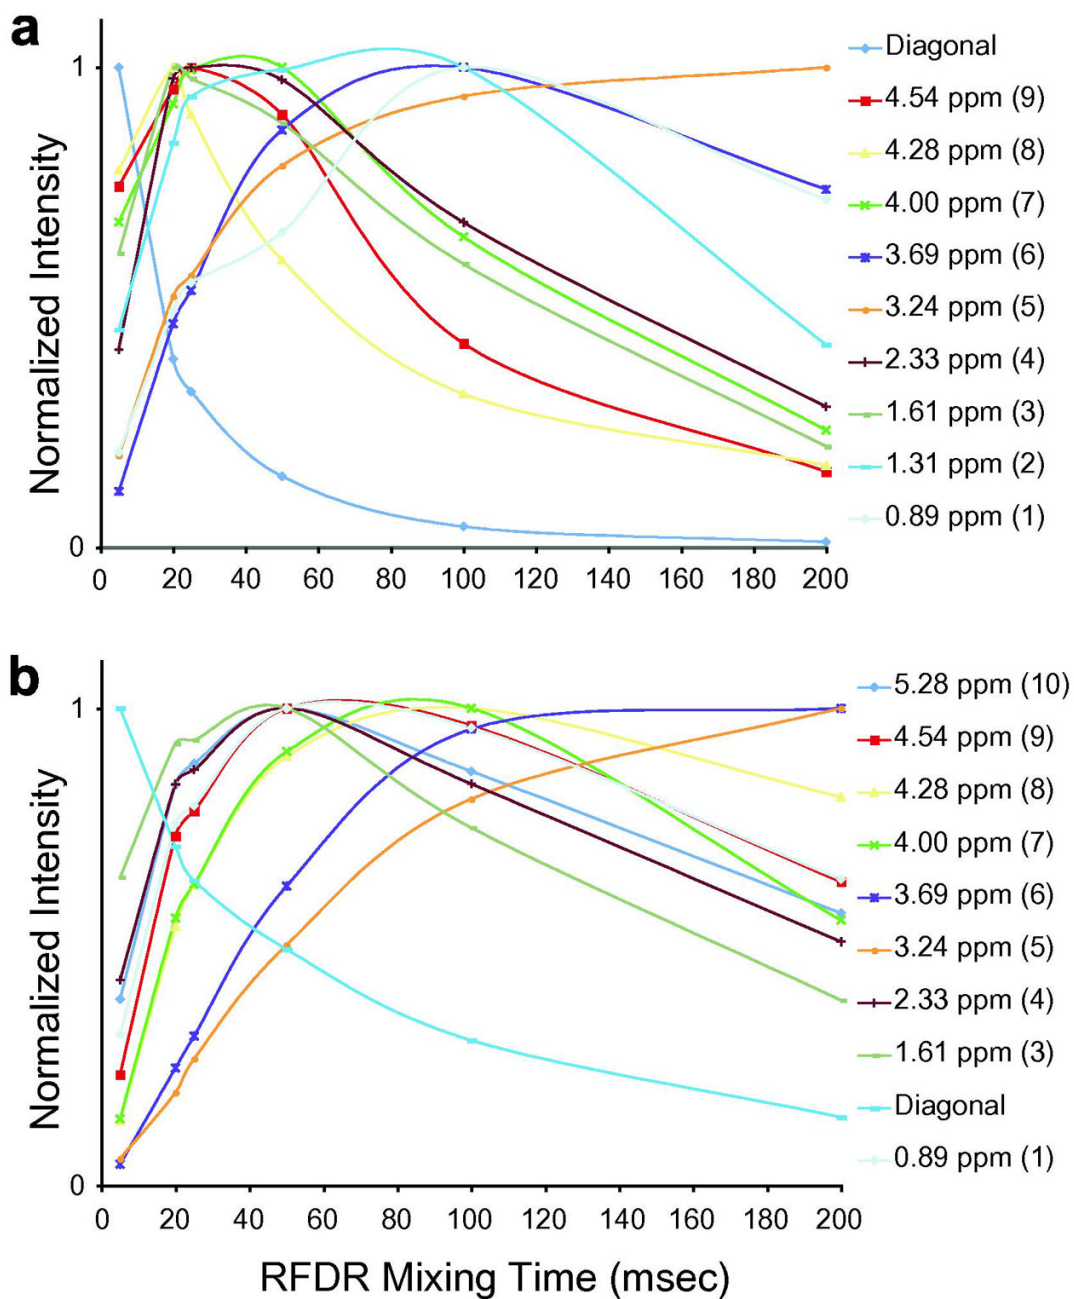 a
Normalized Intensity
1
0
0 20 40 60 80 100 120 140 160 180 200
Diagonal
4.54 ppm (9)
4.28 ppm (8)
4.00 ppm (7)
3.69 ppm (6)
3.24 ppm (5)
2.33 ppm (4)
1.61 ppm (3)
1.31 ppm (2)
0.89 ppm (1)
b
Normalized Intensity
1
0
0 20 40 60 80 100 120 140 160 180 200
RFDR Mixing Time (msec)
5.28 ppm (10)
4.54 ppm (9)
4.28 ppm (8)
4.00 ppm (7)
3.69 ppm (6)
3.24 ppm (5)
2.33 ppm (4)
1.61 ppm (3)
Diagonal
0.89 ppm (1)